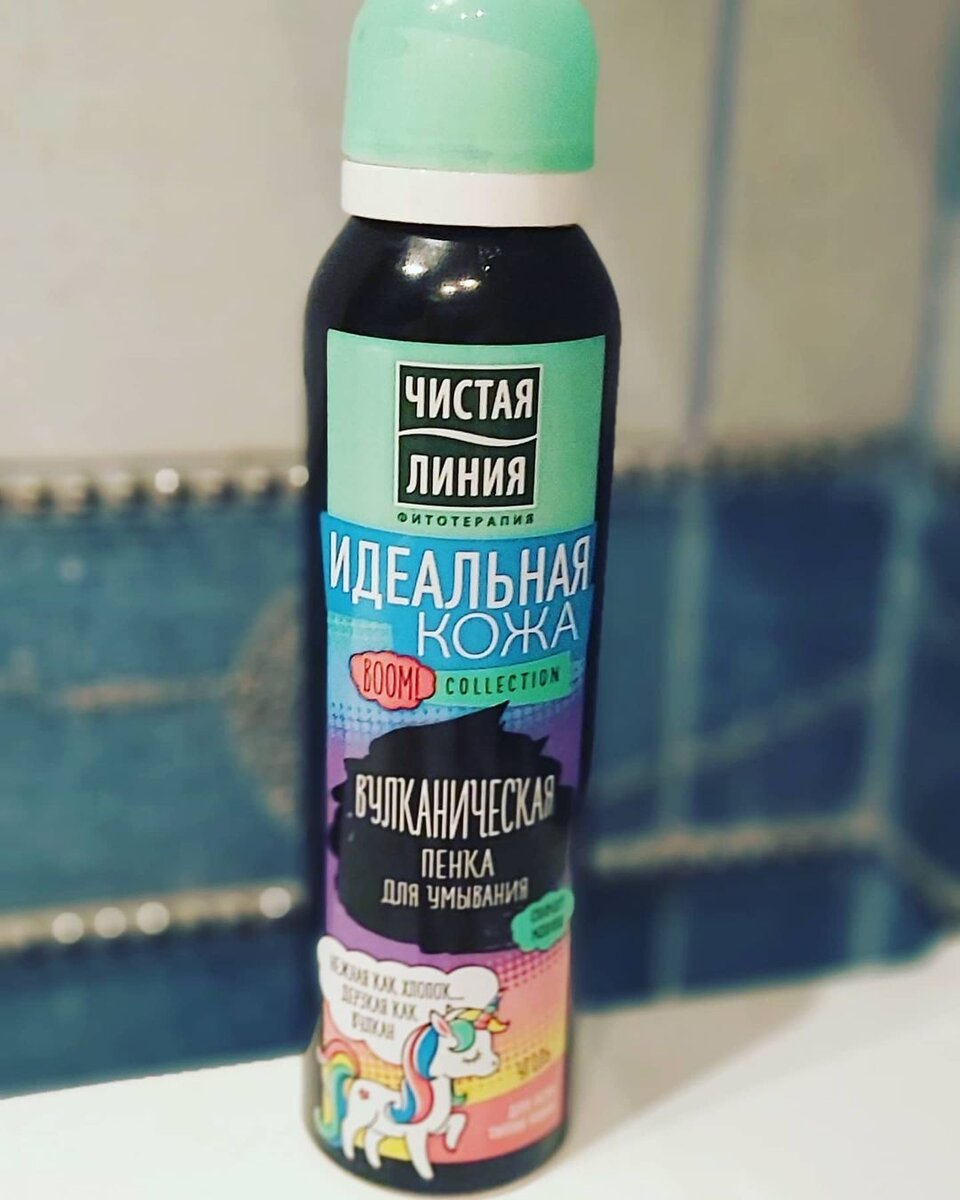 ЧИСТАЯ
ЛИНИЯ
ФИТОТЕРАПИЯ
ИДЕАЛЬНАЯ
КОЖА
BOOM! COLLECTION
ВУЛКАНИЧЕСКАЯ
ПЕНКА
ДЛЯ УМЫВАНИЯ
НЕЖНАЯ КАК ХЛОПОК...
ДЕРЗКАЯ КАК
ВУЛКАН
УГОЛЬ